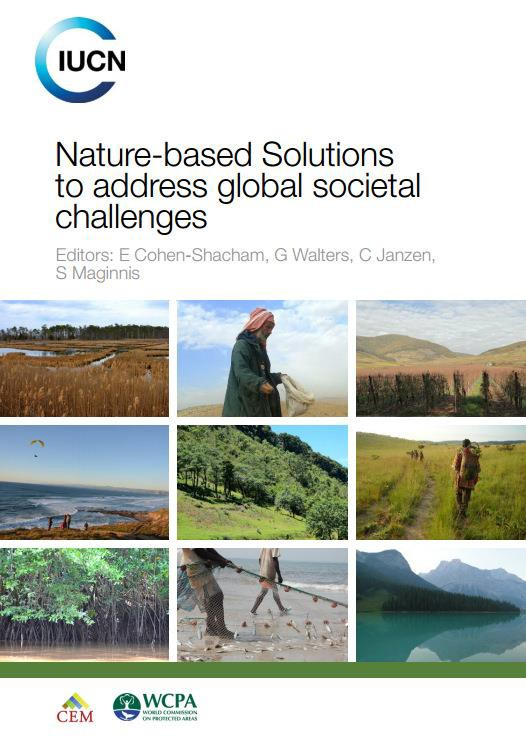 IUCN
Nature-based Solutions
to address global societal
challenges
Editors: E Cohen-Shacham, G Walters, C Janzen,
S Maginnis
CEM
WCPA
WORLD COMMISSION
ON PROTECTED AREAS